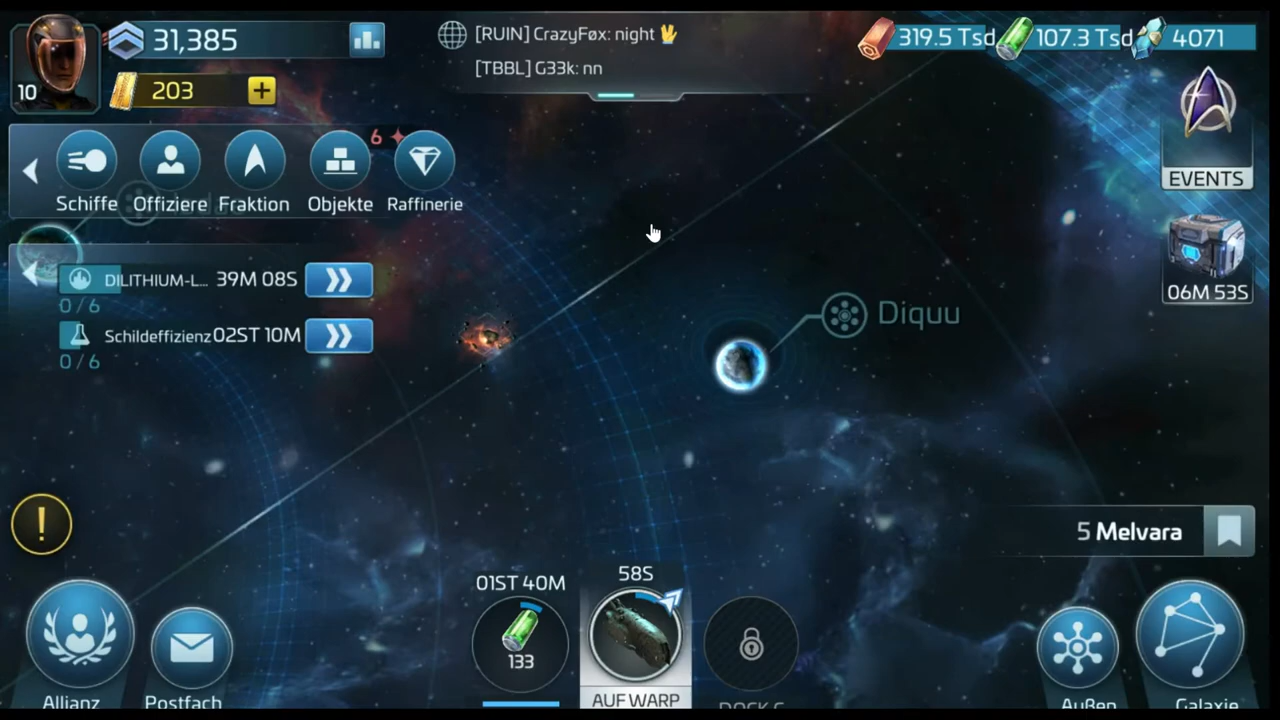 31,385
10
203
[RUIN] CrazyFøx: night 🖖
[TBBL] G33k: nn
319.5 Tsd
107.3 Tsd
4071
EVENTS
06M 53S
6
Schiffe
Offiziere
Fraktion
Objekte
Raffinerie
DILITHIUM-L... 39M 08S
0 / 6
Schildeffizienz 02ST 10M
0 / 6
Diquu
5 Melvara
01ST 40M
133
58S
AUF WARP
Allianz
Postfach
Außen
Galaxie